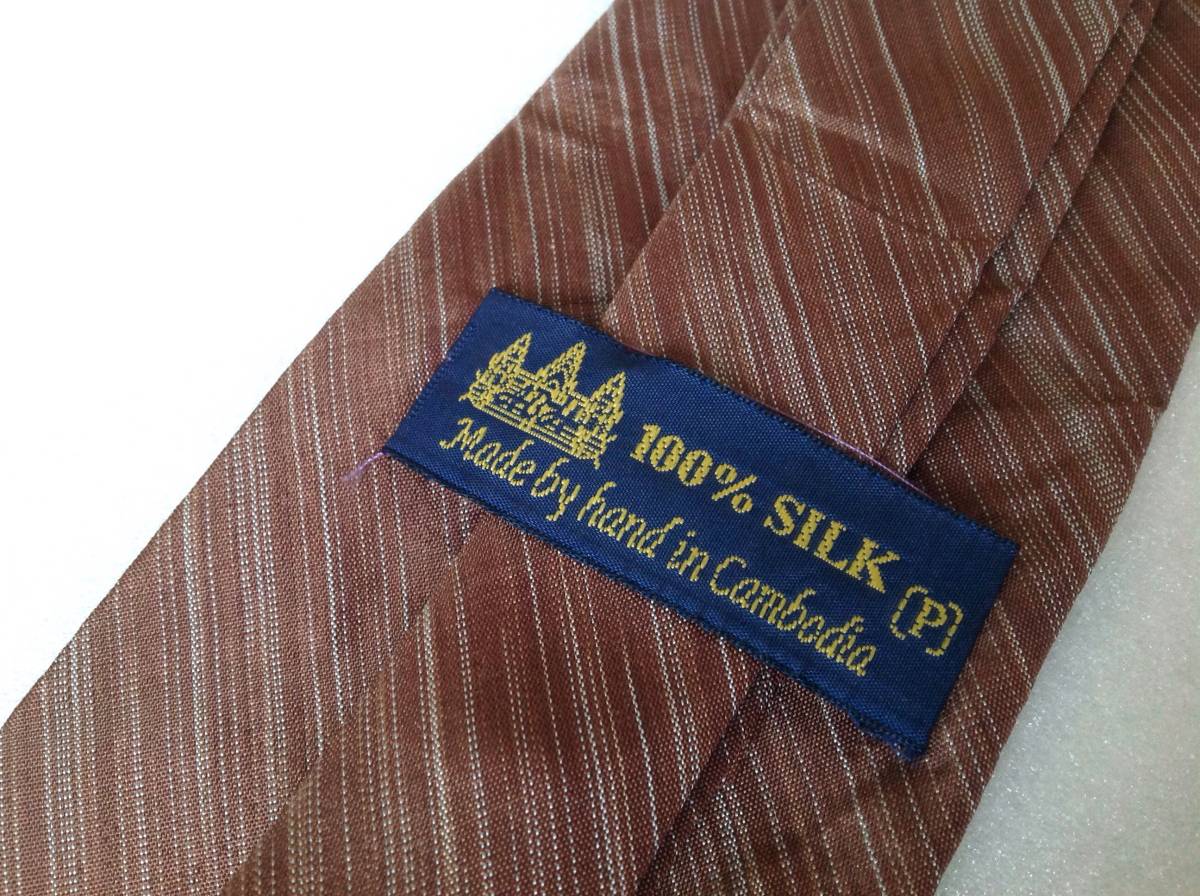 100% SILK (P)
Made by hand in Cambodia